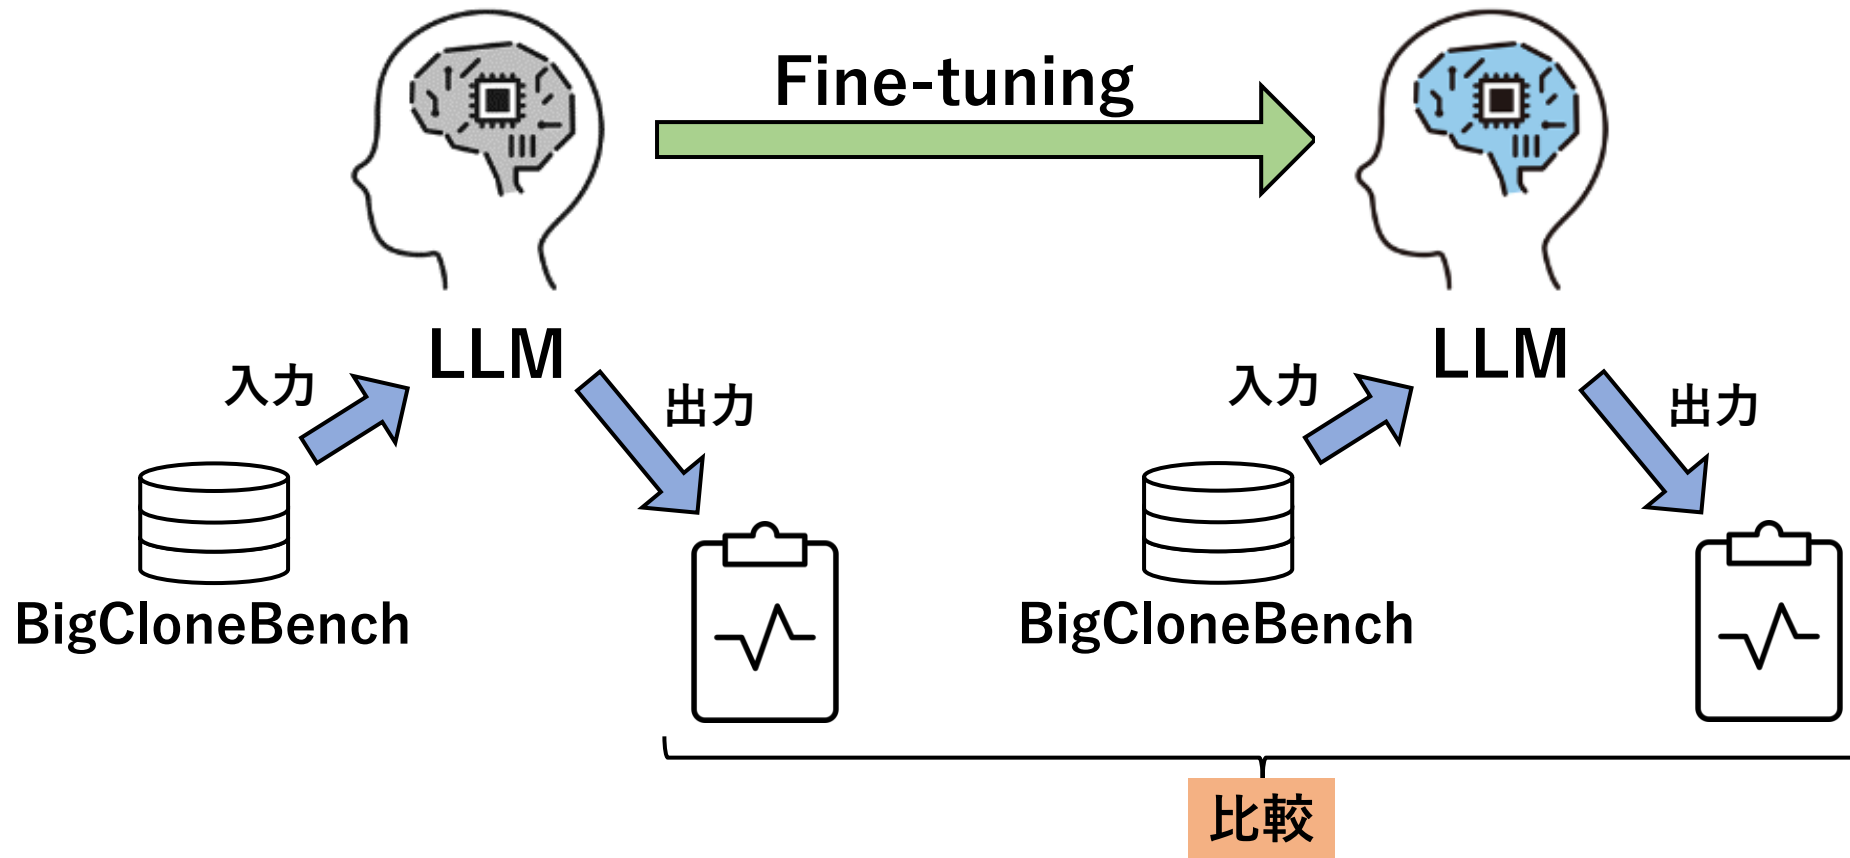 Fine-tuning
LLM
LLM
入力
出力
入力
出力
BigCloneBench
BigCloneBench
比較